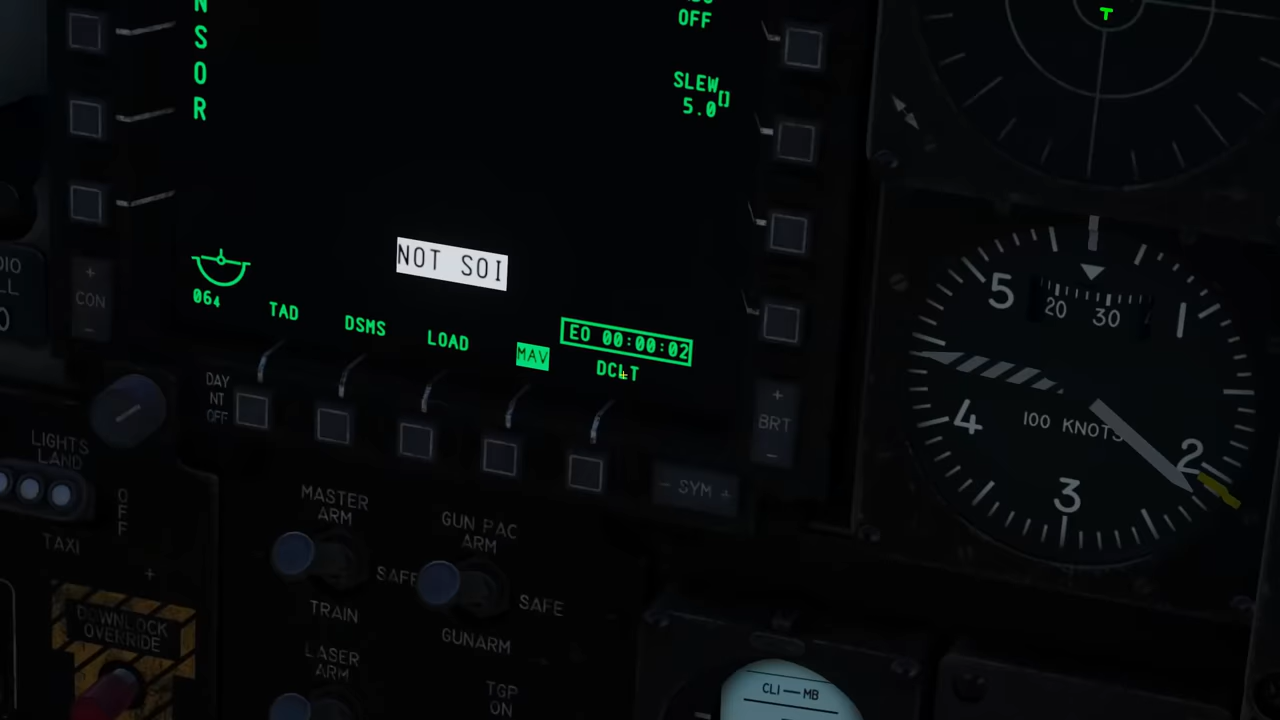 N
S
O
R
OFF
SLEW
5.0
NOT SOI
064
TAD
DSMS
LOAD
MAV
EO 00:00:02
DCLT
+
CON
-
DAY
NT
OFF
+
BRT
-
- SYM +
LIGHTS
LAND
OFF
TAXI
MASTER
ARM
SAFE
TRAIN
GUN PAC
ARM
SAFE
GUNARM
LASER
ARM
TGP
ON
DOWNLOCK
OVERRIDE
5
20
30
1
4
100 KNOTS
2
3
CLI — MB